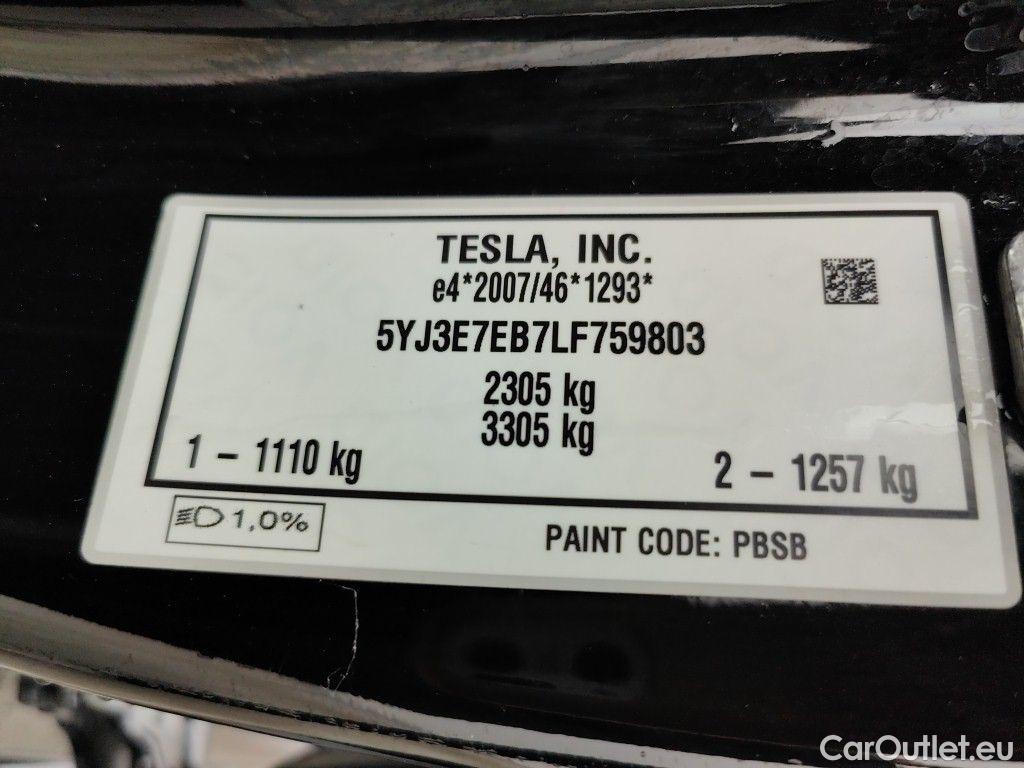 TESLA, INC.
e4*2007/46*1293*
5YJ3E7EB7LF759803
2305 kg
3305 kg
1 – 1110 kg
2 – 1257 kg
1,0%
PAINT CODE: PBSB
CarOutlet.eu